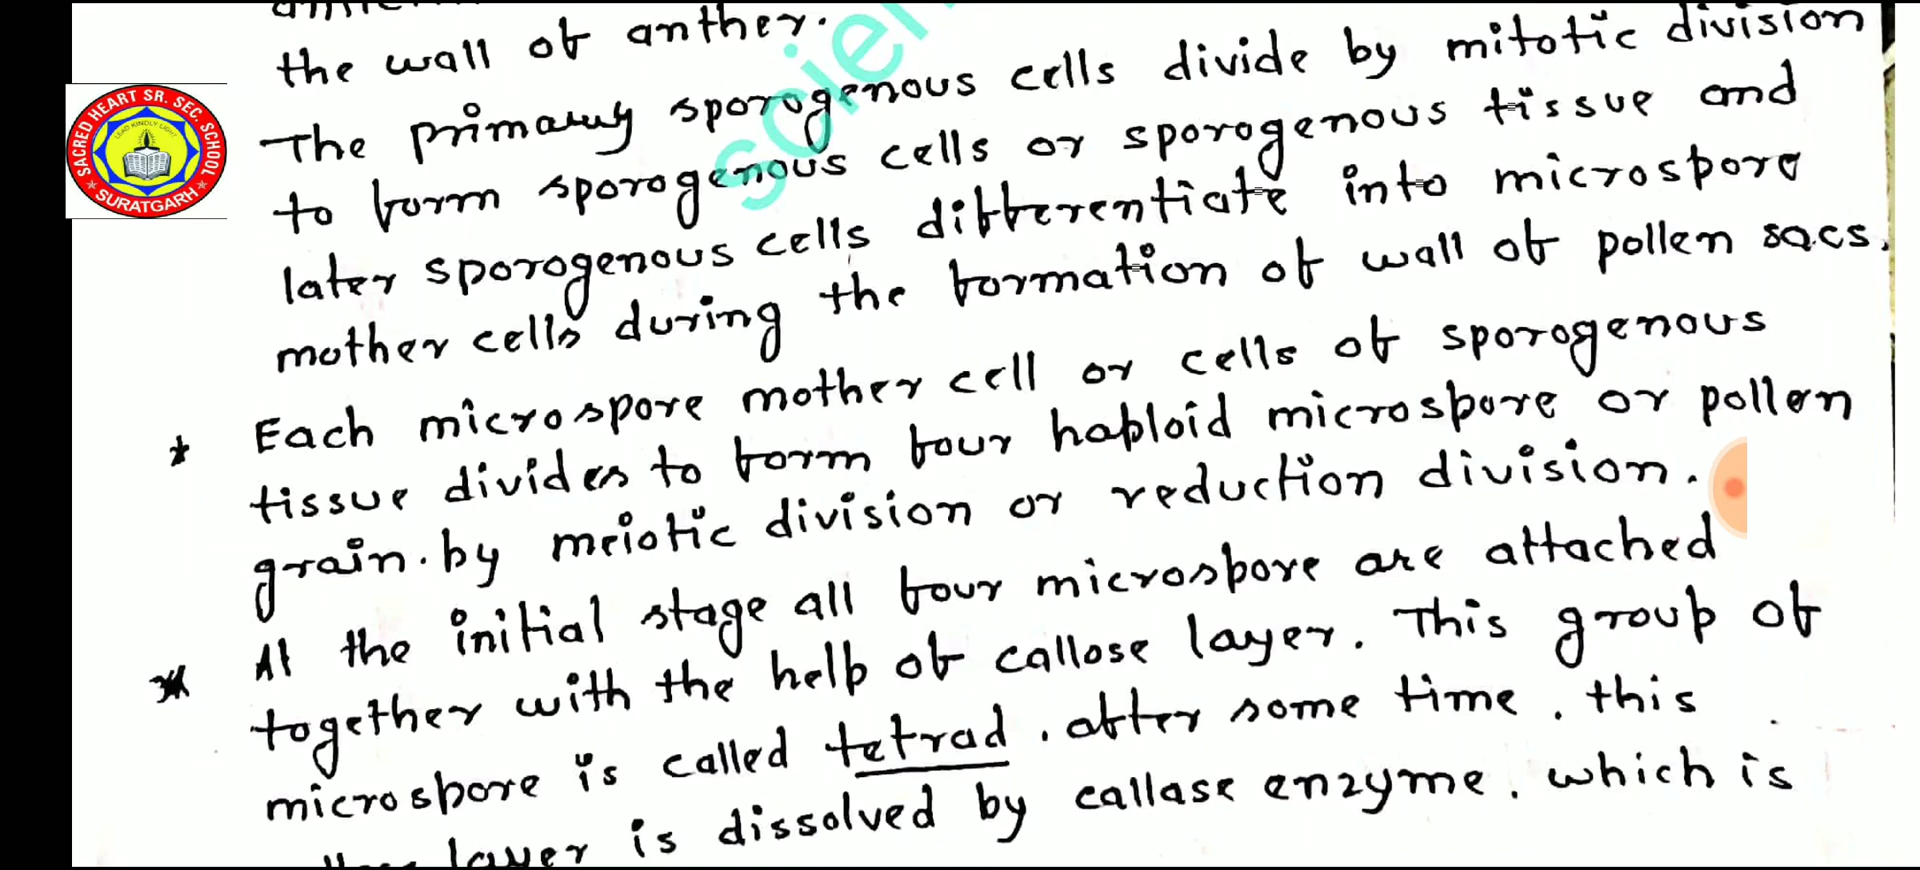 the wall of anther.
The primary sporogenous cells divide by mitotic division
to form sporogenous cells or sporogenous tissue and
later sporogenous cells differentiate into microspore
mother cells during the formation of wall of pollen sacs.
* Each microspore mother cell or cells of sporogenous
tissue divides to form four haploid microspore or pollen
grain. by meiotic division or reduction division.
* At the initial stage all four microspore are attached
together with the help of callose layer. This group of
microspore is called tetrad. after some time, this
layer is dissolved by callase enzyme. which is
SACRED HEART SR. SEC. SCHOOL
LEAD KINDLY LIGHT
* SURATGARH *